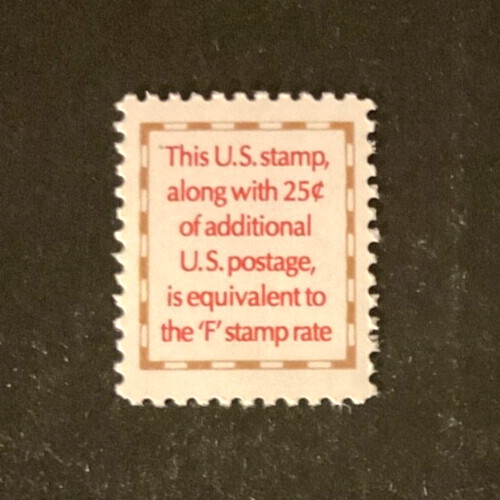 This U.S. stamp,
along with 25¢
of additional
U.S. postage,
is equivalent to
the 'F' stamp rate